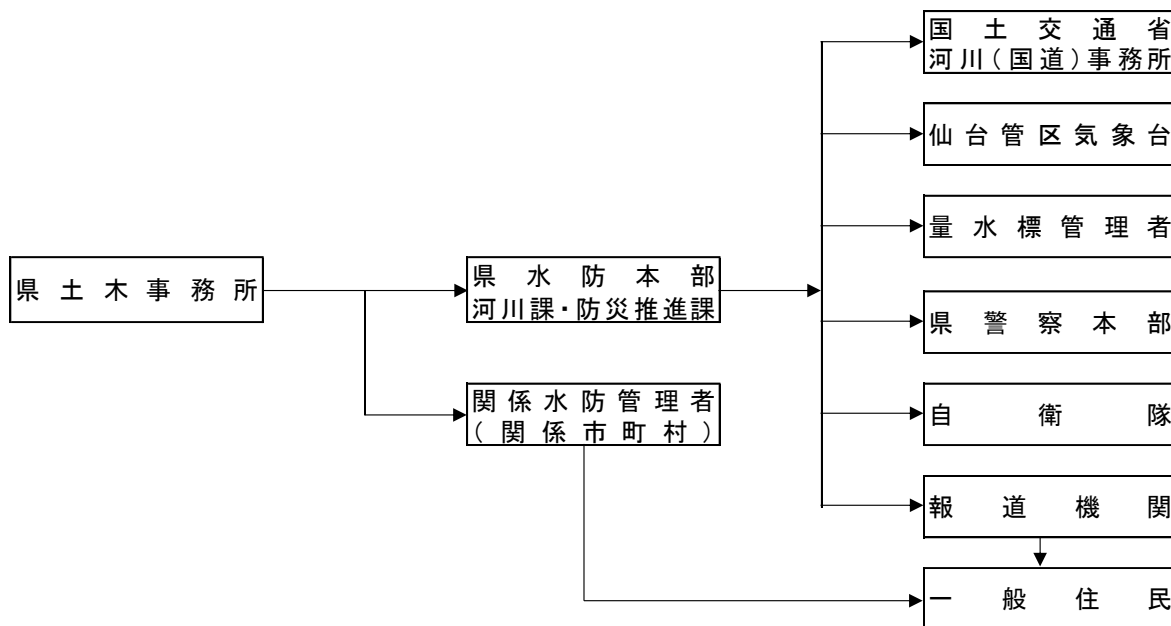 県土木事務所
県水防本部
河川課・防災推進課
関係水防管理者
(関係市町村)
国土交通省
河川(国道)事務所
仙台管区気象台
量水標管理者
県警察本部
自衛隊
報道機関
一般住民